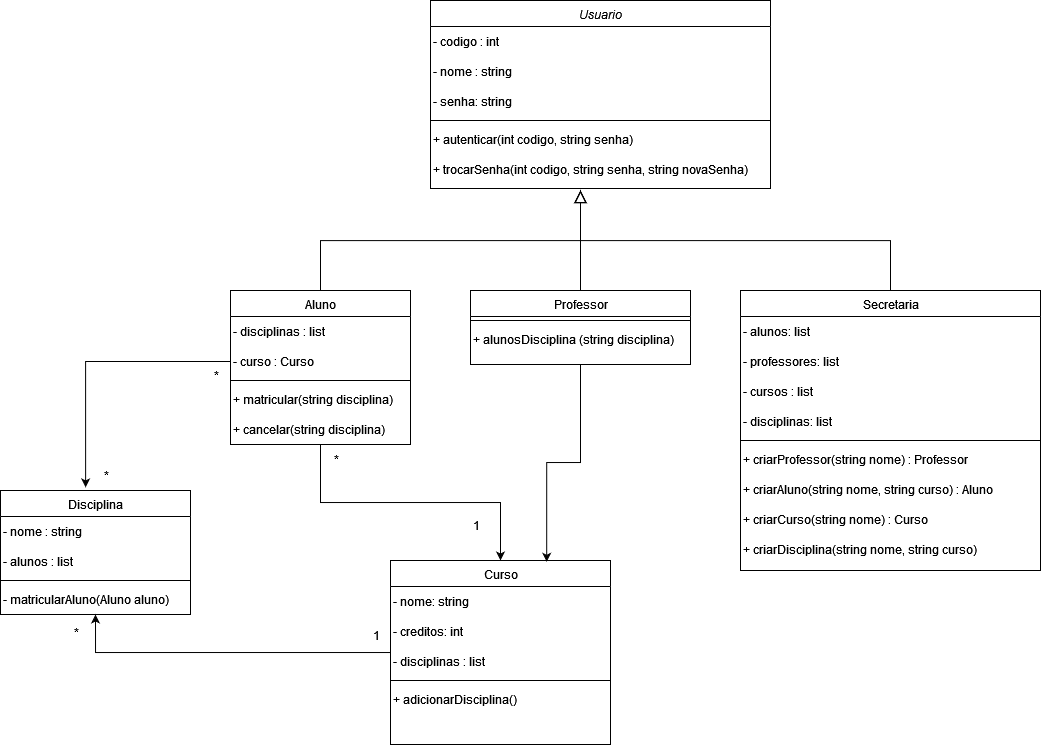 Usuario
- codigo : int
- nome : string
- senha: string
+ autenticar(int codigo, string senha)
+ trocarSenha(int codigo, string senha, string novaSenha)
Aluno
- disciplinas : list
- curso : Curso
+ matricular(string disciplina)
+ cancelar(string disciplina)
Professor
+ alunosDisciplina (string disciplina)
Secretaria
- alunos: list
- professores: list
- cursos : list
- disciplinas: list
+ criarProfessor(string nome) : Professor
+ criarAluno(string nome, string curso) : Aluno
+ criarCurso(string nome) : Curso
+ criarDisciplina(string nome, string curso)
*
*
*
1
Disciplina
- nome : string
- alunos : list
- matricularAluno(Aluno aluno)
*
1
Curso
- nome: string
- creditos: int
- disciplinas : list
+ adicionarDisciplina()